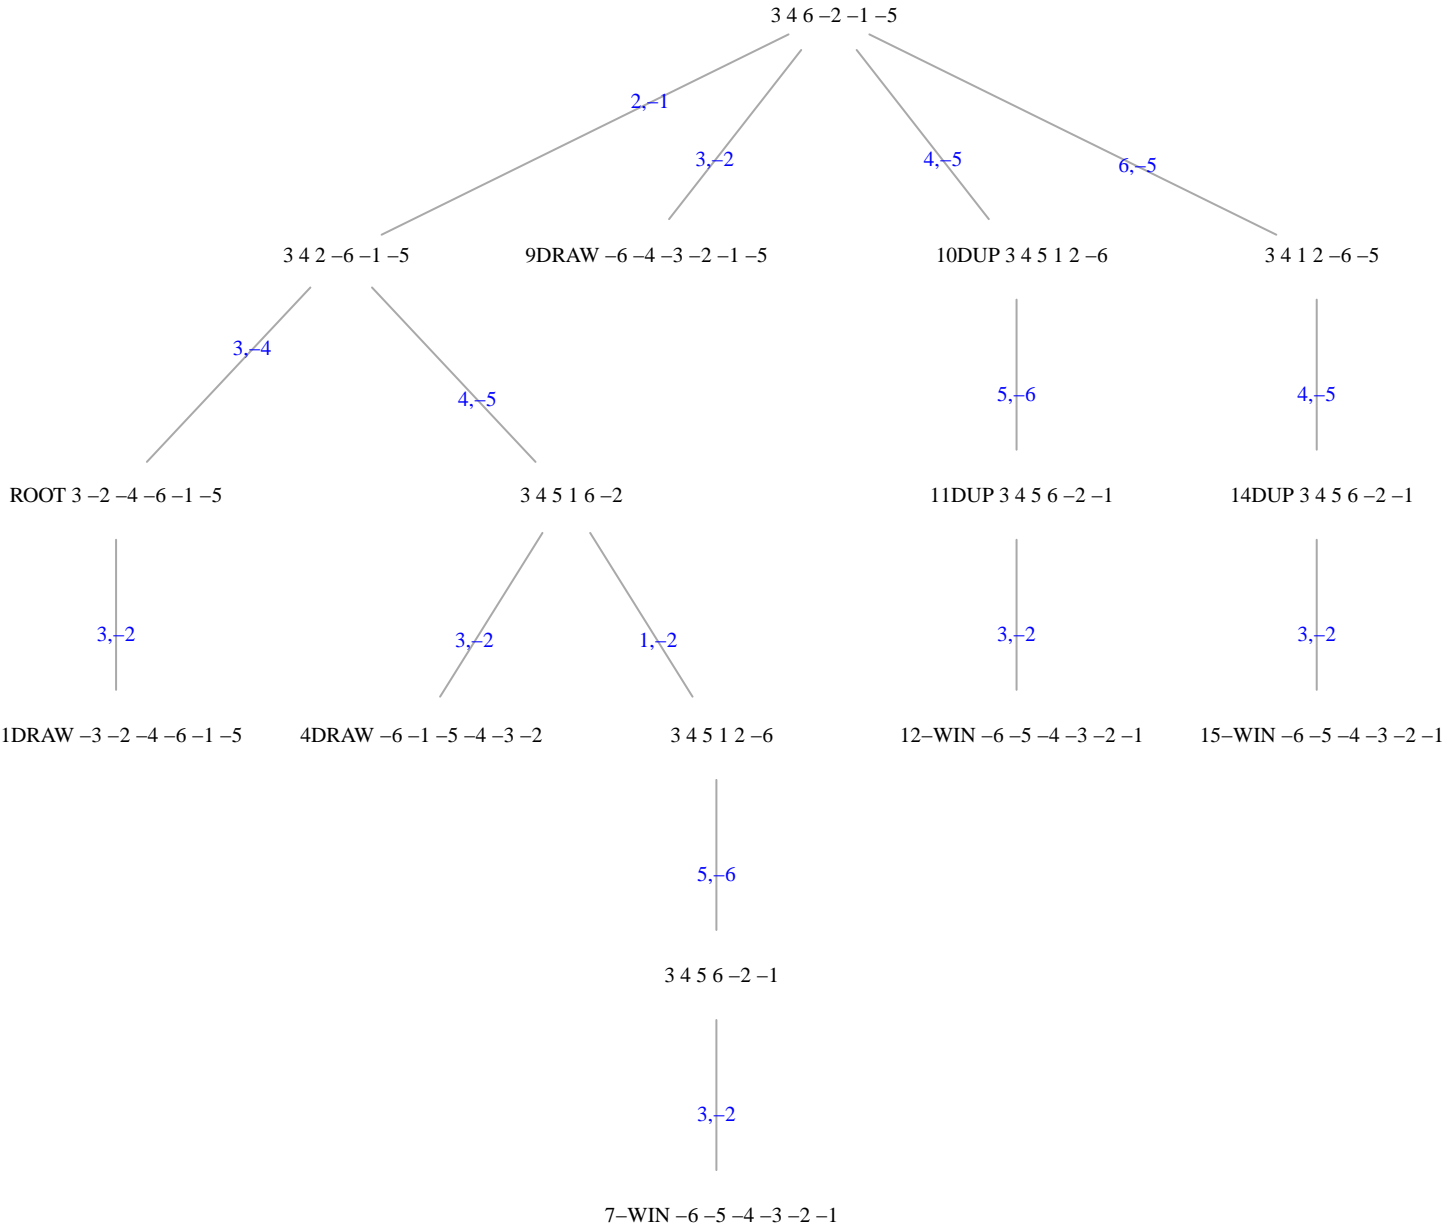 3 4 6 –2 –1 –5
2,–1
3,–2
4,–5
6,–5
3 4 2 –6 –1 –5
9DRAW –6 –4 –3 –2 –1 –5
10DUP 3 4 5 1 2 –6
3 4 1 2 –6 –5
3,–4
4,–5
5,–6
4,–5
ROOT 3 –2 –4 –6 –1 –5
3 4 5 1 6 –2
11DUP 3 4 5 6 –2 –1
14DUP 3 4 5 6 –2 –1
3,–2
3,–2
1,–2
3,–2
3,–2
1DRAW –3 –2 –4 –6 –1 –5
4DRAW –6 –1 –5 –4 –3 –2
3 4 5 1 2 –6
12–WIN –6 –5 –4 –3 –2 –1
15–WIN –6 –5 –4 –3 –2 –1
5,–6
3 4 5 6 –2 –1
3,–2
7–WIN –6 –5 –4 –3 –2 –1